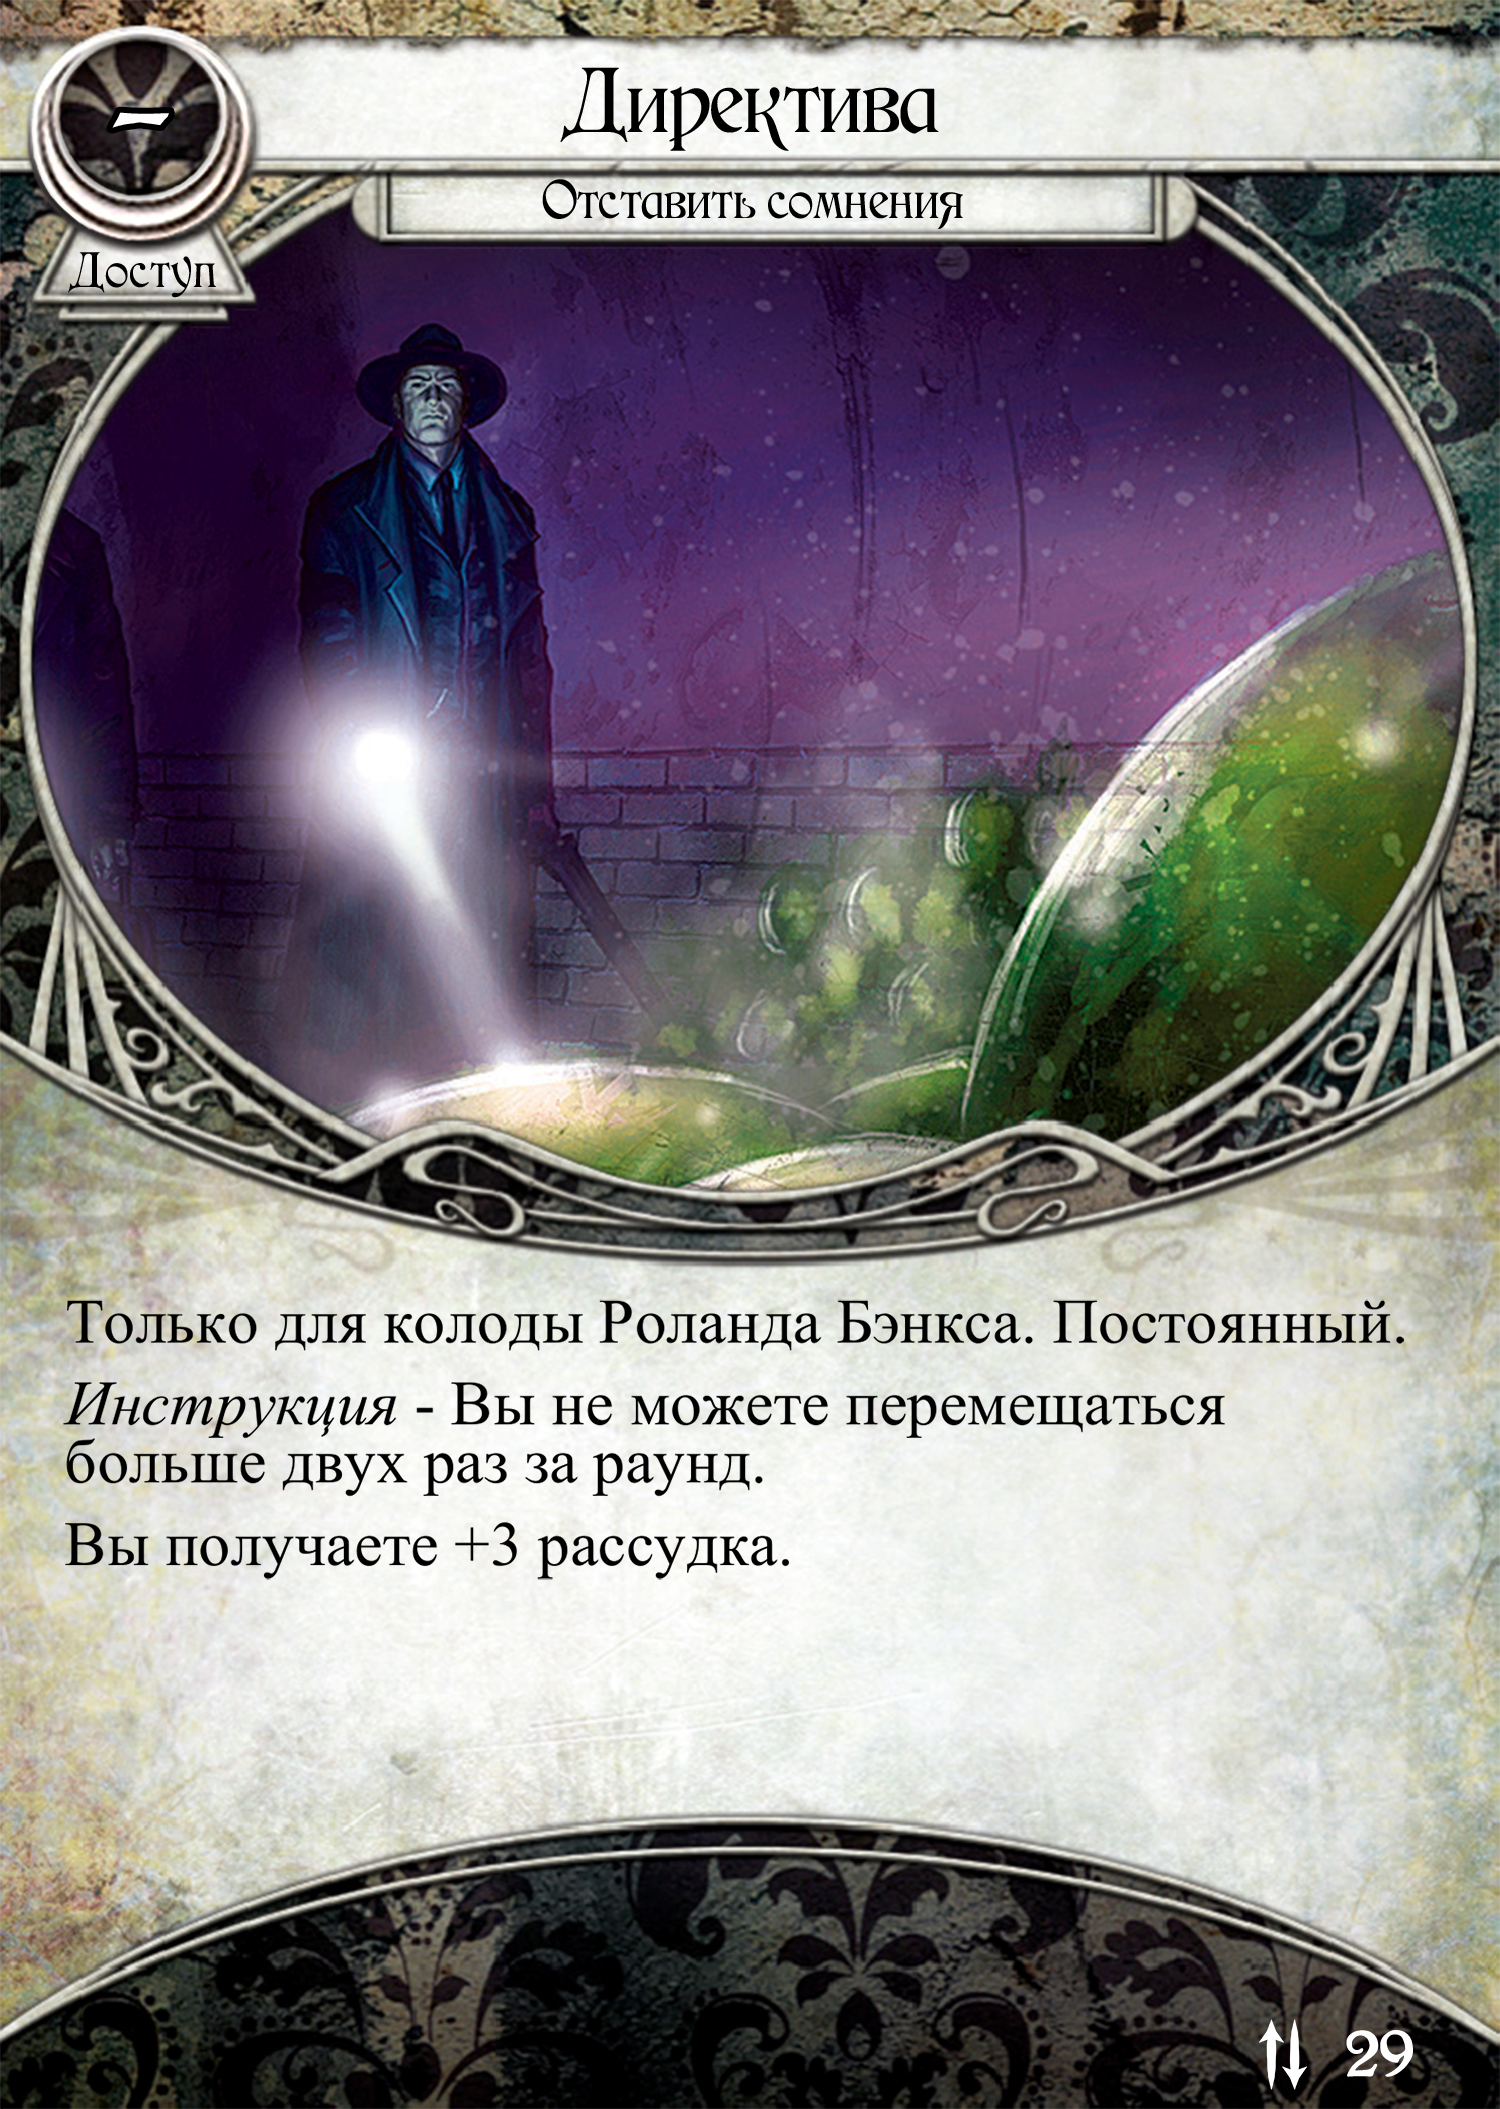 -
Директива
Отставить сомнения
Доступ
Только для колоды Роланда Бэнкса. Постоянный.
Инструкция - Вы не можете перемещаться
больше двух раз за раунд.
Вы получаете +3 рассудка.
29